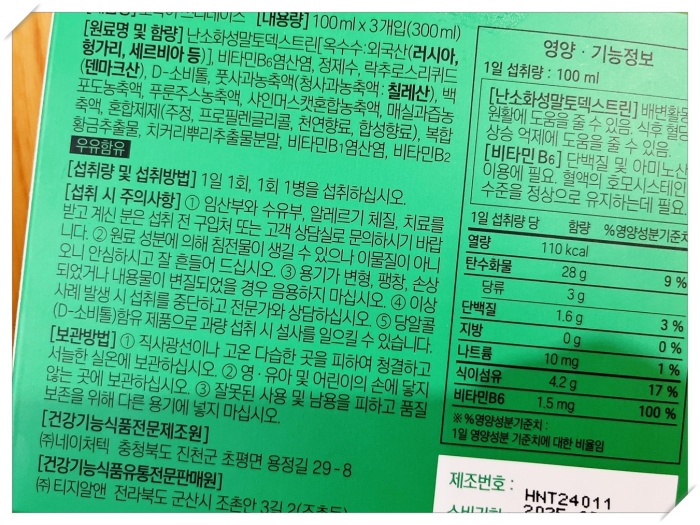 [내용량] 100ml x 3개입(300ml)
[원료명 및 함량] 난소화성말토덱스트린[옥수수:외국산(러시아,
헝가리, 세르비아 등)], 비타민B6염산염, 정제수, 락추로스리퀴드
(덴마크산), D-소비톨, 풋사과농축액(청사과농축액: 칠레산), 백
포도농축액, 푸룬주스농축액, 샤인머스캣혼합농축액, 매실과즙농
축액, 혼합제제(주정, 프로필렌글리콜, 천연향료, 합성향료), 복합
황금추출물, 치커리뿌리추출물분말, 비타민B1염산염, 비타민B2
우유함유
[섭취량 및 섭취방법] 1일 1회, 1회 1병을 섭취하십시오.
[섭취 시 주의사항] ① 임산부와 수유부, 알레르기 체질, 치료를
받고 계신 분은 섭취 전 구입처 또는 고객 상담실로 문의하시기 바랍
니다. ② 원료 성분에 의해 침전물이 생길 수 있으나 이물질이 아니
오니 안심하시고 잘 흔들어 드십시오. ③ 용기가 변형, 팽창, 손상
되었거나 내용물이 변질되었을 경우 음용하지 마십시오. ④ 이상
사례 발생 시 섭취를 중단하고 전문가와 상담하십시오. ⑤ 당알콜
(D-소비톨)함유 제품으로 과량 섭취 시 설사를 일으킬 수 있습니다.
[보관방법] ① 직사광선이나 고온 다습한 곳을 피하여 청결하고
서늘한 실온에 보관하십시오. ② 영·유아 및 어린이의 손에 닿지
않는 곳에 보관하십시오. ③ 잘못된 사용 및 남용을 피하고 품질
보존을 위해 다른 용기에 넣지 마십시오.
[건강기능식품전문제조원]
㈜네이처텍 충청북도 진천군 초평면 용정길 29-8
[건강기능식품유통전문판매원]
㈜ 티지알앤 전라북도 군산시 조촌안 3길 2(조촌동)
영양·기능정보
1일 섭취량 : 100 ml
[난소화성말토덱스트린] 배변활동
원활에 도움을 줄 수 있음. 식후 혈당
상승 억제에 도움을 줄 수 있음.
[비타민 B6] 단백질 및 아미노산
이용에 필요. 혈액의 호모시스테인
수준을 정상으로 유지하는데 필요.
1일 섭취량 당 함량 %영양성분기준치
열량 110 kcal
탄수화물 28 g 9 %
당류 3 g
단백질 1.6 g 3 %
지방 0 g 0 %
나트륨 10 mg 1 %
식이섬유 4.2 g 17 %
비타민B6 1.5 mg 100 %
※ %영양성분기준치 :
1일 영양성분 기준치에 대한 비율임
제조번호 : HNT24011